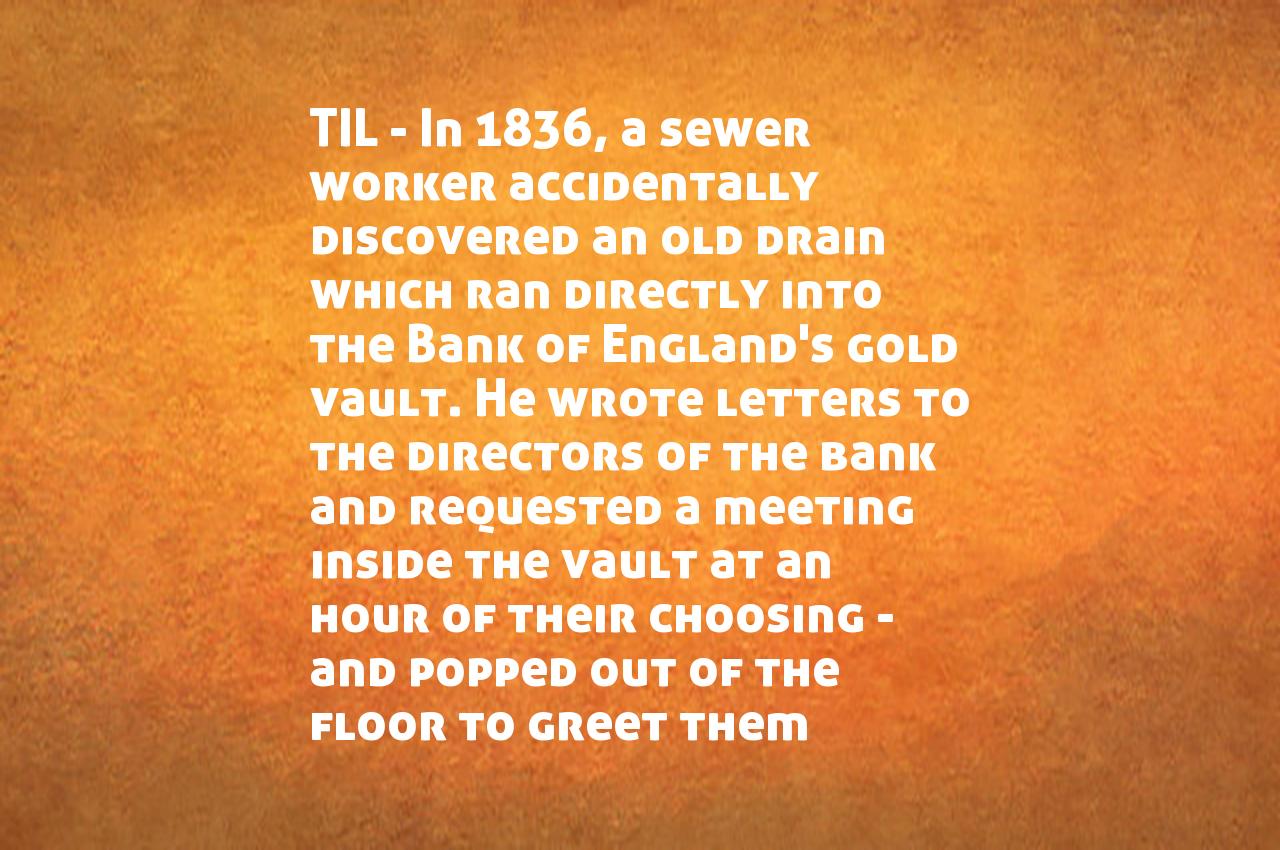 TIL - In 1836, a sewer
worker accidentally
discovered an old drain
which ran directly into
the Bank of England's gold
vault. He wrote letters to
the directors of the bank
and requested a meeting
inside the vault at an
hour of their choosing -
and popped out of the
floor to greet them